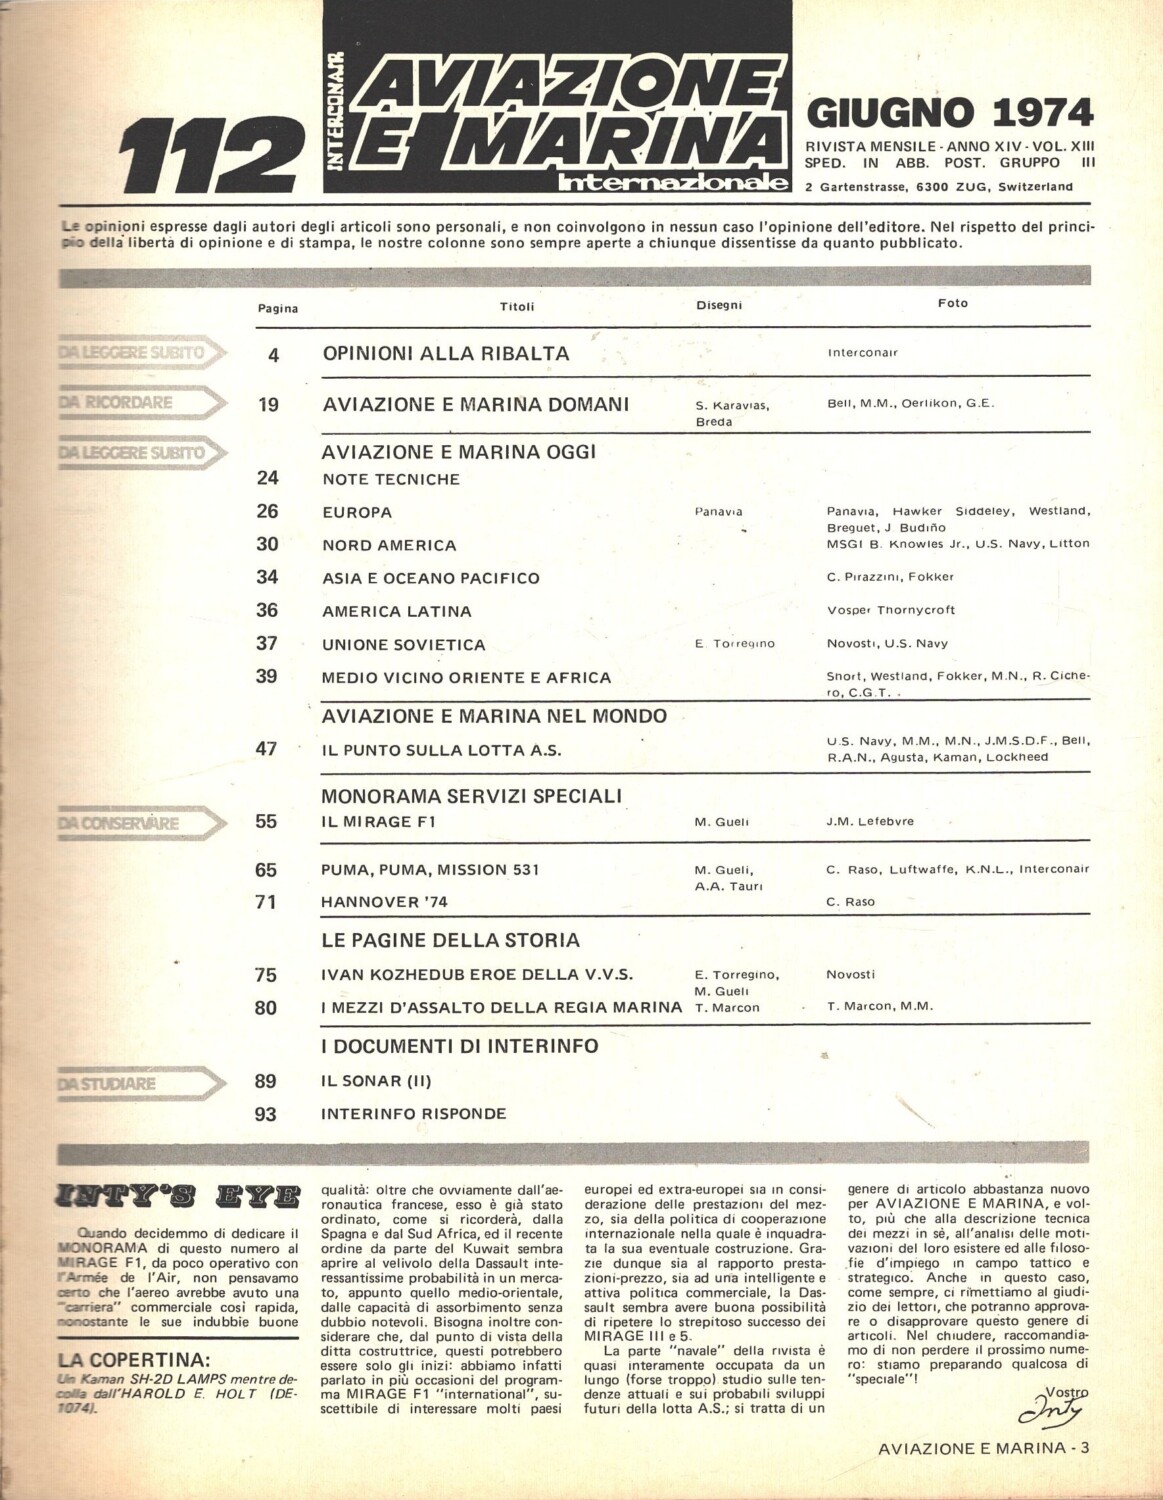 112
INTERCONAIR
AVIAZIONE
E MARINA
Internazionale
GIUGNO 1974
RIVISTA MENSILE - ANNO XIV - VOL. XIII
SPED. IN ABB. POST. GRUPPO III
2 Gartenstrasse, 6300 ZUG, Switzerland
Le opinioni espresse dagli autori degli articoli sono personali, e non coinvolgono in nessun caso l'opinione dell'editore. Nel rispetto del princi-
pio della libertà di opinione e di stampa, le nostre colonne sono sempre aperte a chiunque dissentisse da quanto pubblicato.
Pagina Titoli Disegni Foto
DA LEGGERE SUBITO 4 OPINIONI ALLA RIBALTA Interconair
DA RICORDARE 19 AVIAZIONE E MARINA DOMANI S. Karavias, Bell, M.M., Oerlikon, G.E.
Breda
DA LEGGERE SUBITO AVIAZIONE E MARINA OGGI
24 NOTE TECNICHE
26 EUROPA Panavia Panavia, Hawker Siddeley, Westland,
Breguet, J. Budiño
30 NORD AMERICA MSGI B. Knowles Jr., U.S. Navy, Litton
34 ASIA E OCEANO PACIFICO C. Pirazzini, Fokker
36 AMERICA LATINA Vosper Thornycroft
37 UNIONE SOVIETICA E. Torregino Novosti, U.S. Navy
39 MEDIO VICINO ORIENTE E AFRICA Snort, Westland, Fokker, M.N., R. Ciche-
ro, C.G.T.
AVIAZIONE E MARINA NEL MONDO
47 IL PUNTO SULLA LOTTA A.S. U.S. Navy, M.M., M.N., J.M.S.D.F., Bell,
R.A.N., Agusta, Kaman, Lockheed
MONORAMA SERVIZI SPECIALI
DA CONSERVARE 55 IL MIRAGE F1 M. Gueli J.M. Lefebvre
65 PUMA, PUMA, MISSION 531 M. Gueli, C. Raso, Luftwaffe, K.N.L., Interconair
A.A. Tauri
71 HANNOVER '74 C. Raso
LE PAGINE DELLA STORIA
75 IVAN KOZHEDUB EROE DELLA V.V.S. E. Torregino, Novosti
M. Gueli
80 I MEZZI D'ASSALTO DELLA REGIA MARINA T. Marcon T. Marcon, M.M.
I DOCUMENTI DI INTERINFO
DA STUDIARE 89 IL SONAR (II)
93 INTERINFO RISPONDE
INTY'S EYE
Quando decidemmo di dedicare il
MONORAMA di questo numero al
MIRAGE F1, da poco operativo con
l'Armée de l'Air, non pensavamo
certo che l'aereo avrebbe avuto una
"carriera" commerciale così rapida,
nonostante le sue indubbie buone
LA COPERTINA:
Un Kaman SH-2D LAMPS mentre de-
colla dall'HAROLD E. HOLT (DE-
1074).
qualità: oltre che ovviamente dall'ae-
ronautica francese, esso è già stato
ordinato, come si ricorderà, dalla
Spagna e dal Sud Africa, ed il recente
ordine da parte del Kuwait sembra
aprire al velivolo della Dassault inte-
ressantissime probabilità in un merca-
to, appunto quello medio-orientale,
dalle capacità di assorbimento senza
dubbio notevoli. Bisogna inoltre con-
siderare che, dal punto di vista della
ditta costruttrice, questi potrebbero
essere solo gli inizi: abbiamo infatti
parlato in più occasioni del program-
ma MIRAGE F1 "international", su-
scettibile di interessare molti paesi
europei ed extra-europei sia in consi-
derazione delle prestazioni del mez-
zo, sia della politica di cooperazione
internazionale nella quale è inquadra-
ta la sua eventuale costruzione. Gra-
zie dunque sia al rapporto presta-
zioni-prezzo, sia ad una intelligente e
attiva politica commerciale, la Das-
sault sembra avere buona possibilità
di ripetere lo strepitoso successo dei
MIRAGE III e 5.
La parte "navale" della rivista è
quasi interamente occupata da un
lungo (forse troppo) studio sulle ten-
denze attuali e sui probabili sviluppi
futuri della lotta A.S.; si tratta di un
genere di articolo abbastanza nuovo
per AVIAZIONE E MARINA, e vol-
to, più che alla descrizione tecnica
dei mezzi in sè, all'analisi delle moti-
vazioni del loro esistere ed alle filoso-
fie d'impiego in campo tattico e
strategico. Anche in questo caso,
come sempre, ci rimettiamo al giudi-
zio dei lettori, che potranno approva-
re o disapprovare questo genere di
articoli. Nel chiudere, raccomandia-
mo di non perdere il prossimo nume-
ro: stiamo preparando qualcosa di
"speciale"!
Vostro
Inty
AVIAZIONE E MARINA - 3